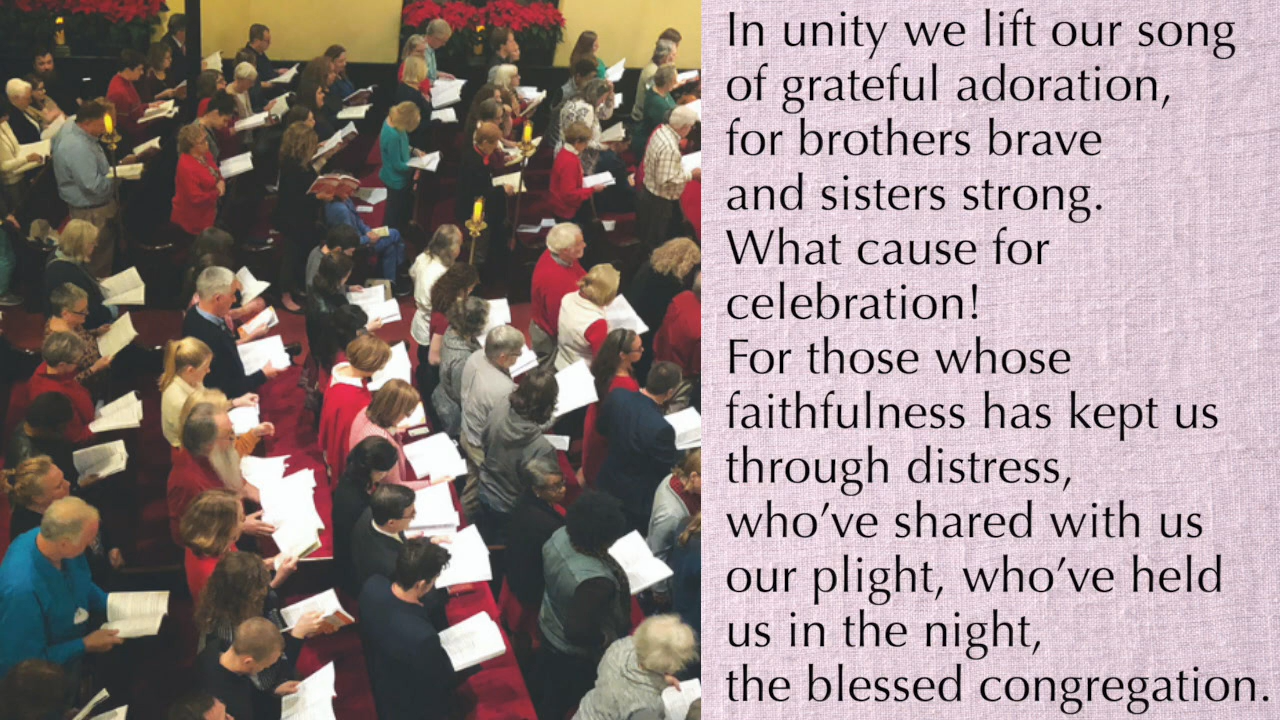 In unity we lift our song
of grateful adoration,
for brothers brave
and sisters strong.
What cause for
celebration!
For those whose
faithfulness has kept us
through distress,
who’ve shared with us
our plight, who’ve held
us in the night,
the blessed congregation.